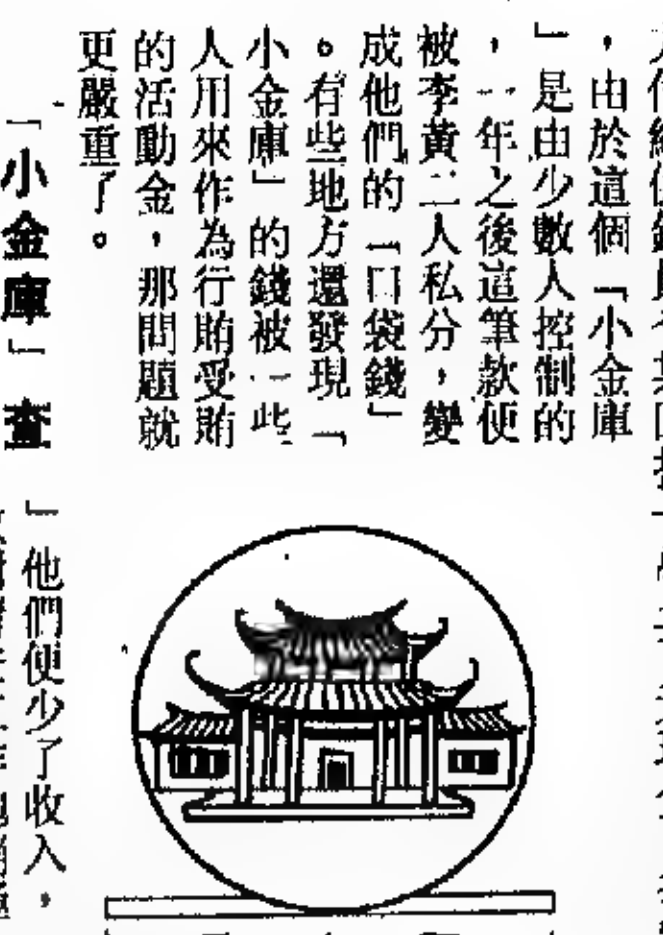 ，由於這個「小金庫
」是由少數人控制的
，一年之後這筆款便
被李黃二人私分，變
成他們的「口袋錢」
。有些地方還發現「
小金庫」的錢被一些
人用來作為行賄受賄
的活動金，那問題就
更嚴重了。
「小金庫」查
」他們便少了收入，